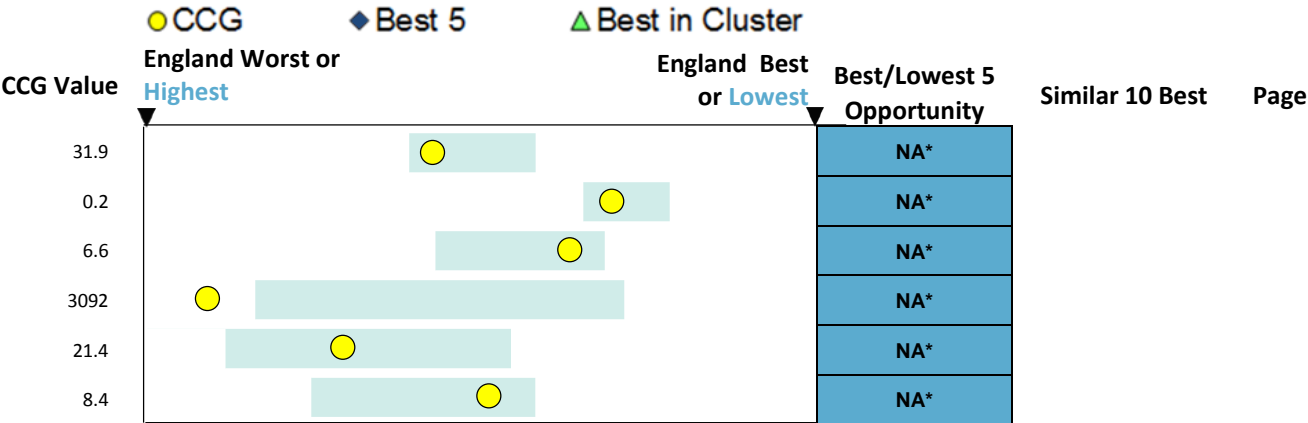 CCG Best 5 Best in Cluster
CCG Value England Worst or Highest England Best or Lowest Best/Lowest 5 Opportunity Similar 10 Best Page
31.9 NA*
0.2 NA*
6.6 NA*
3092 NA*
21.4 NA*
8.4 NA*